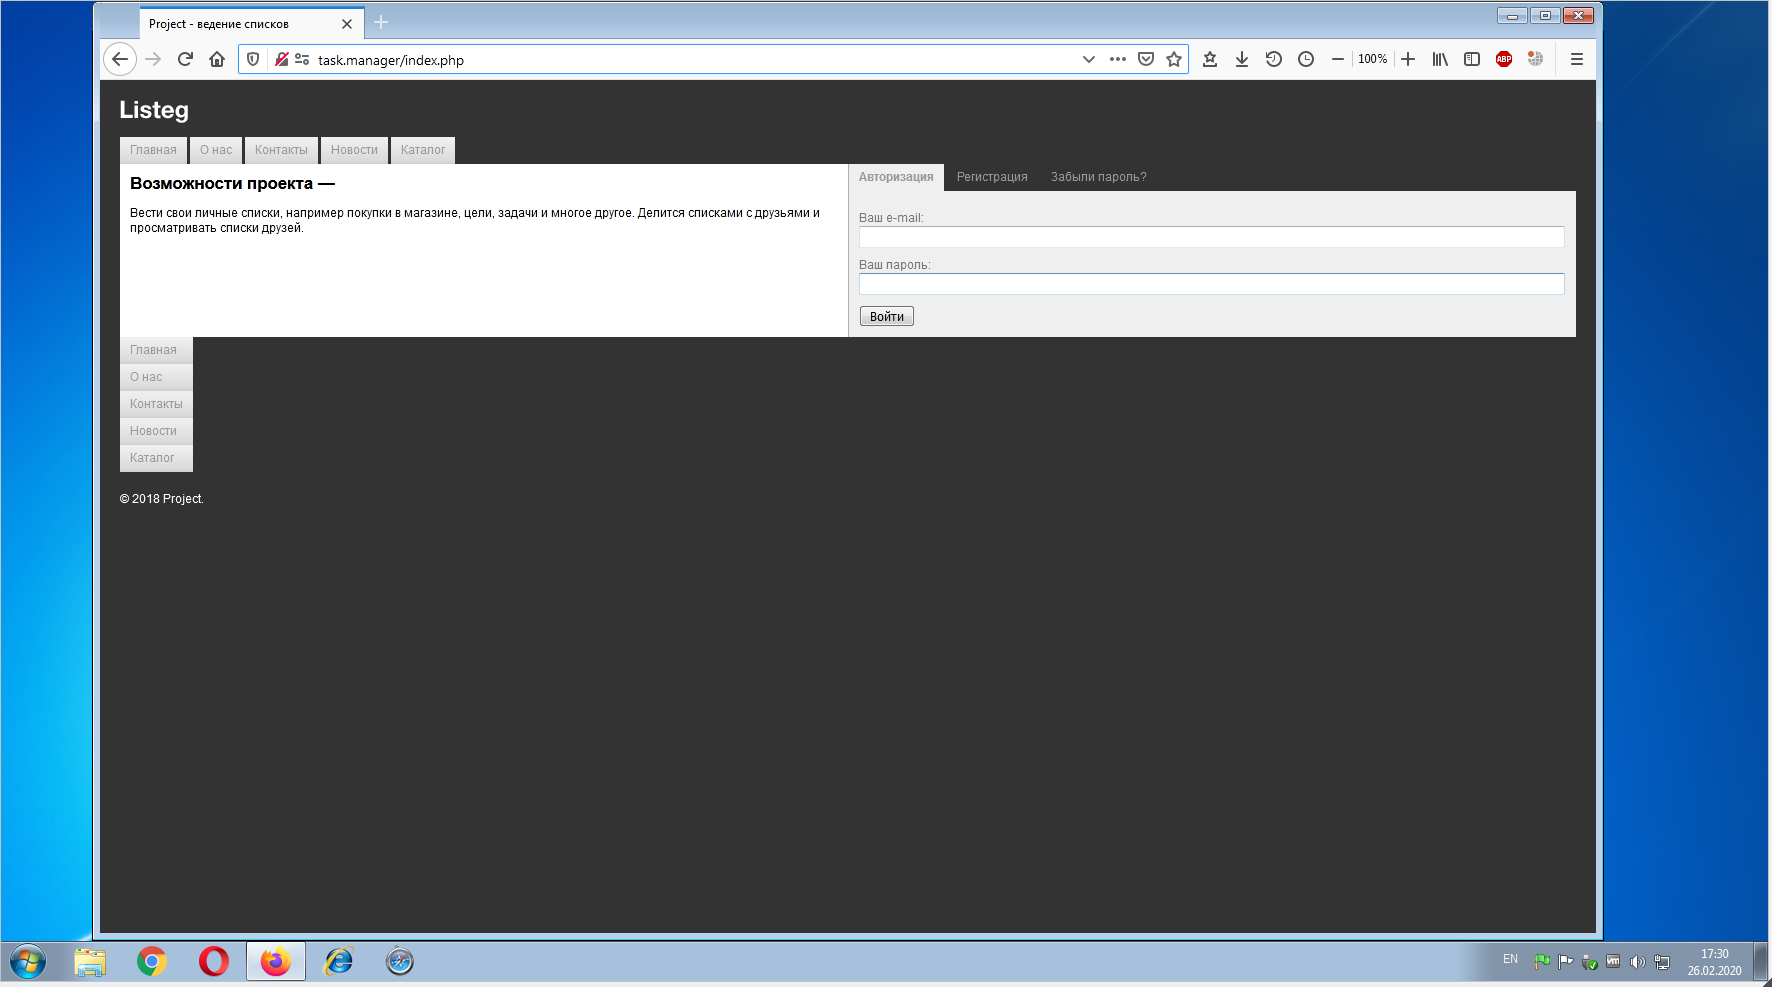 Project - ведение списков
task.manager/index.php
100%
ABP
Listeg
Главная О нас Контакты Новости Каталог
Возможности проекта —
Вести свои личные списки, например покупки в магазине, цели, задачи и многое другое. Делится списками с друзьями и
просматривать списки друзей.
Авторизация Регистрация Забыли пароль?
Ваш e-mail:
Ваш пароль:
Войти
Главная
О нас
Контакты
Новости
Каталог
© 2018 Project.
EN
vm
17:30
26.02.2020